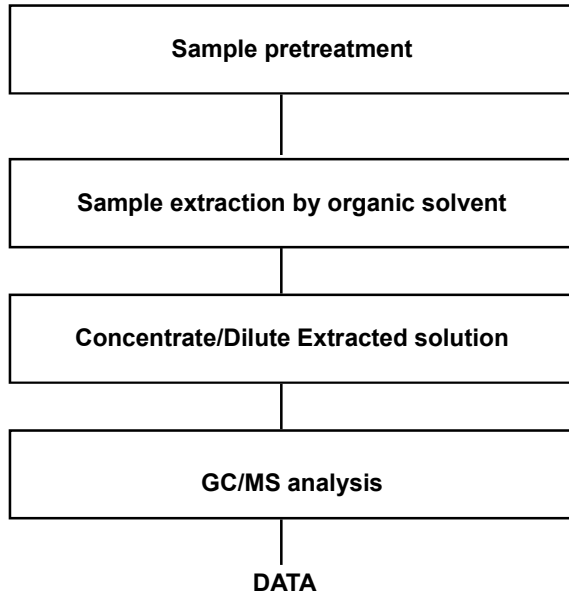 Sample pretreatment
Sample extraction by organic solvent
Concentrate/Dilute Extracted solution
GC/MS analysis
DATA